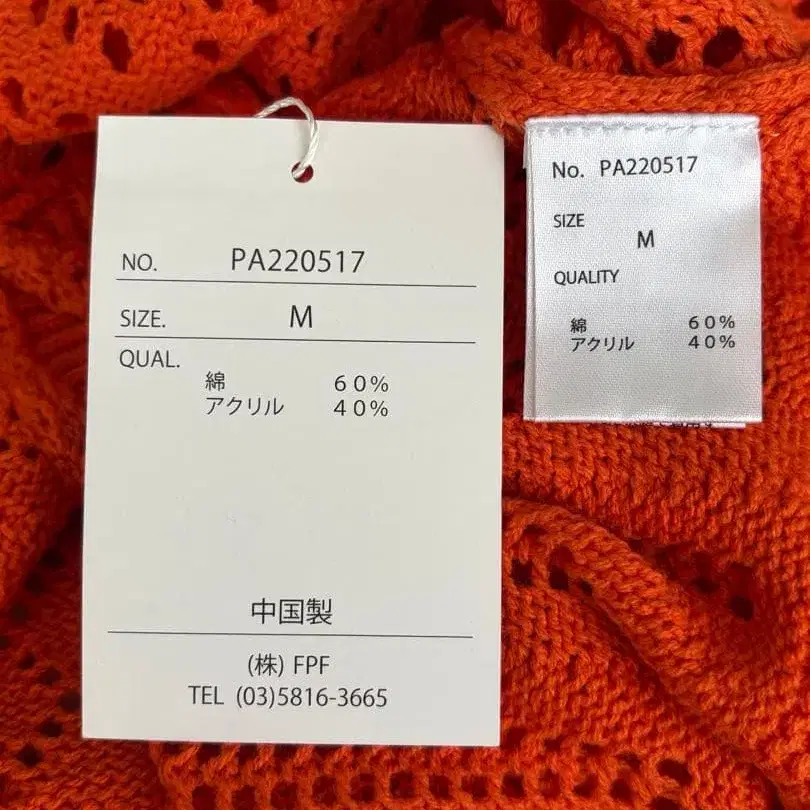 NO. PA220517
SIZE. M
QUAL.
綿 60%
アクリル 40%
中国製
(株) FPF
TEL (03)5816-3665
No. PA220517
SIZE
M
QUALITY
綿 60%
アクリル 40%